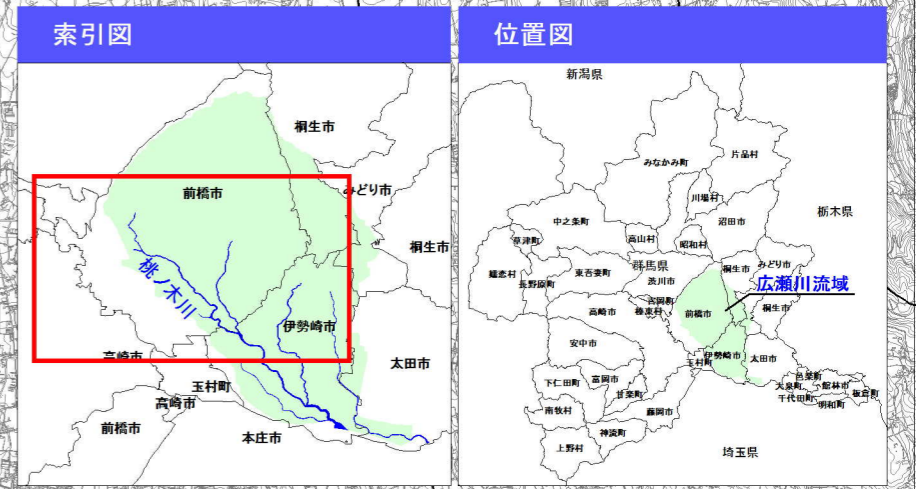 索引図
桐生市
前橋市
みどり市
桐生市
桃ノ木川
伊勢崎市
高崎市
太田市
玉村町
高崎市
前橋市
本庄市
位置図
新潟県
みなかみ町
片品村
川場村
中之条町
沼田市
栃木県
草津町
高山村
昭和村
嬬恋村
東吾妻町
群馬県
桐生市
みどり市
長野原町
渋川市
広瀬川流域
吉岡町
高崎市
榛東村
前橋市
桐生市
安中市
玉村町
伊勢崎市
太田市
下仁田町
富岡市
甘楽町
邑楽町
大泉町
館林市
板倉町
千代田町
明和町
南牧村
藤岡市
神流町
上野村
埼玉県